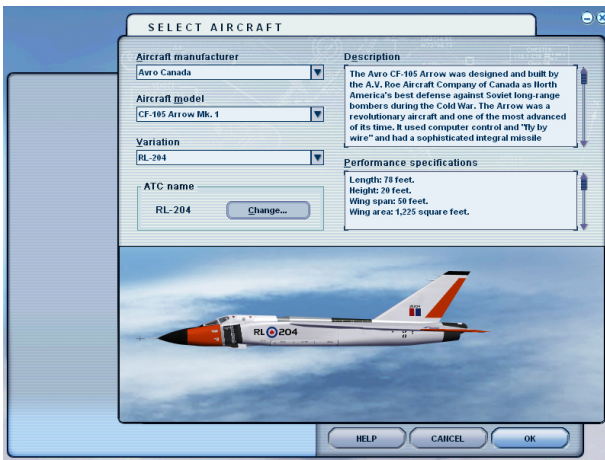 SELECT AIRCRAFT
Aircraft manufacturer
Avro Canada
Aircraft model
CF-105 Arrow Mk. 1
Variation
RL-204
ATC name
RL-204
Change...
Description
The Avro CF-105 Arrow was designed and built by
the A.V. Roe Aircraft Company of Canada as North
America's best defense against Soviet long-range
bombers during the Cold War. The Arrow was a
revolutionary aircraft and one of the most advanced
of its time. It used computer control and "fly by
wire" and had a sophisticated integral missile
Performance specifications
Length: 78 feet.
Height: 20 feet.
Wing span: 50 feet.
Wing area: 1,225 square feet.
RL 204
HELP
CANCEL
OK